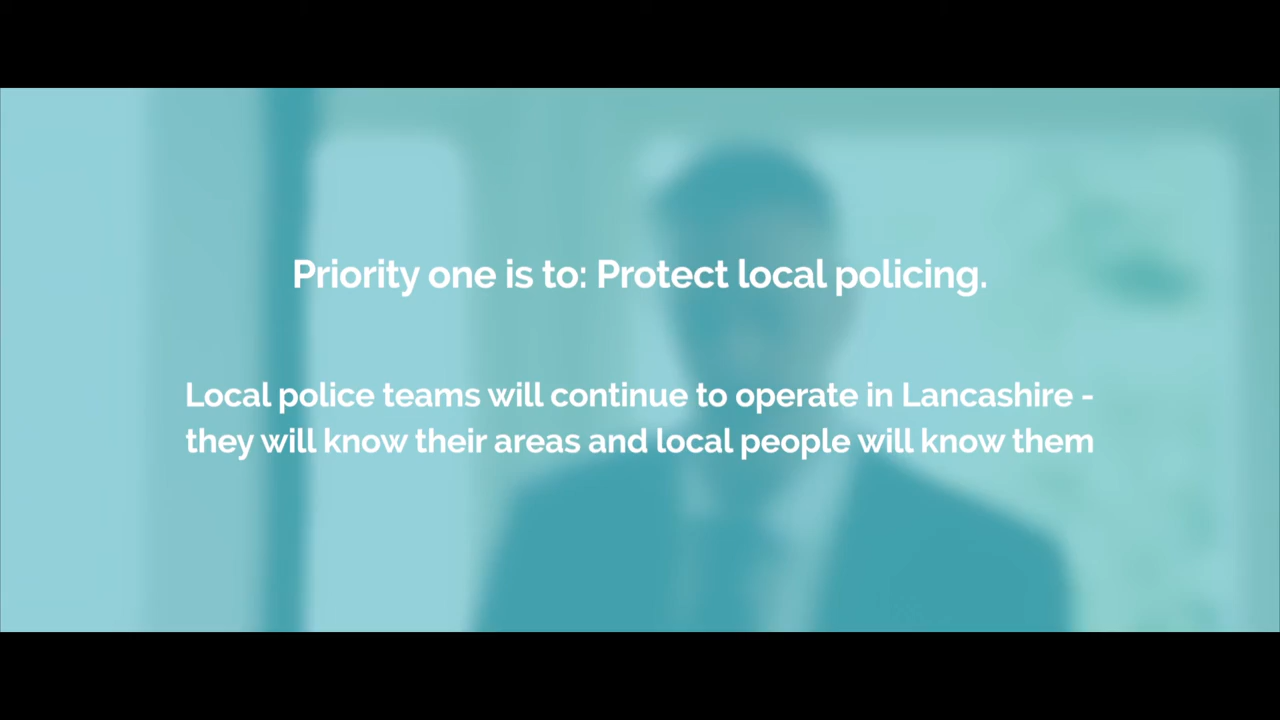 Priority one is to: Protect local policing.
Local police teams will continue to operate in Lancashire -
they will know their areas and local people will know them